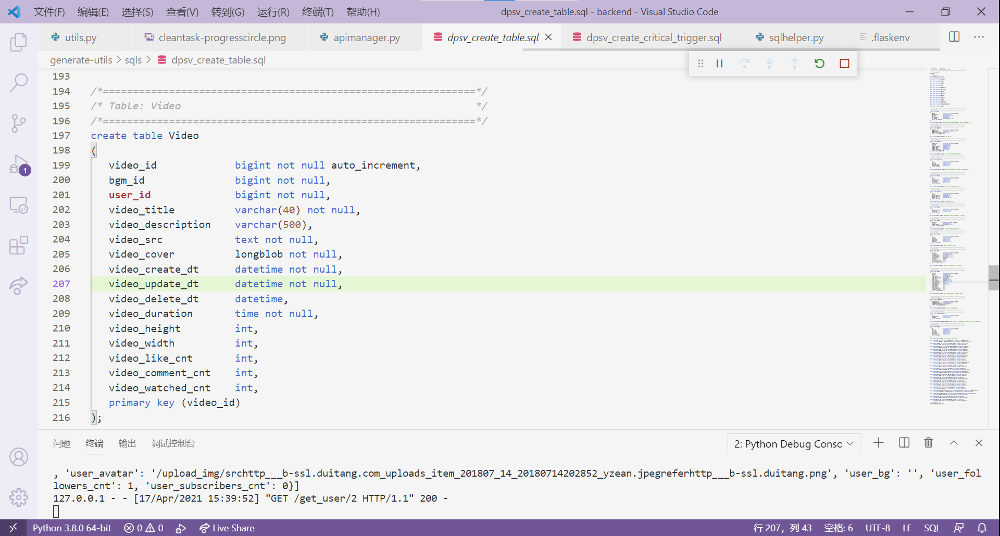 文件(F) 编辑(E) 选择(S) 查看(V) 转到(G) 运行(R) 终端(T) 帮助(H) dpsv_create_table.sql - backend - Visual Studio Code
utils.py cleantask-progresscircle.png apimanager.py dpsv_create_table.sql dpsv_create_critical_trigger.sql sqlhelper.py .flaskenv
generate-utils sqls dpsv_create_table.sql
193
194 /*==============================================================*/
195 /* Table: Video */
196 /*==============================================================*/
197 create table Video
198 (
199 video_id bigint not null auto_increment,
200 bgm_id bigint not null,
201 user_id bigint not null,
202 video_title varchar(40) not null,
203 video_description varchar(500),
204 video_src text not null,
205 video_cover longblob not null,
206 video_create_dt datetime not null,
207 video_update_dt datetime not null,
208 video_delete_dt datetime,
209 video_duration time not null,
210 video_height int,
211 video_width int,
212 video_like_cnt int,
213 video_comment_cnt int,
214 video_watched_cnt int,
215 primary key (video_id)
216 );
1
问题 终端 输出 调试控制台 2: Python Debug Consc
, 'user_avatar': '/upload_img/srchttp___b-ssl.duitang.com_uploads_item_201807_14_20180714202852_yzean.jpegreferhttp___b-ssl.duitang.png', 'user_bg': '', 'user_fol
lowers_cnt': 1, 'user_subscribers_cnt': 0}]
127.0.0.1 - - [17/Apr/2021 15:39:52] "GET /get_user/2 HTTP/1.1" 200 -
Python 3.8.0 64-bit 0 0 Live Share 行 207，列 43 空格: 6 UTF-8 LF SQL